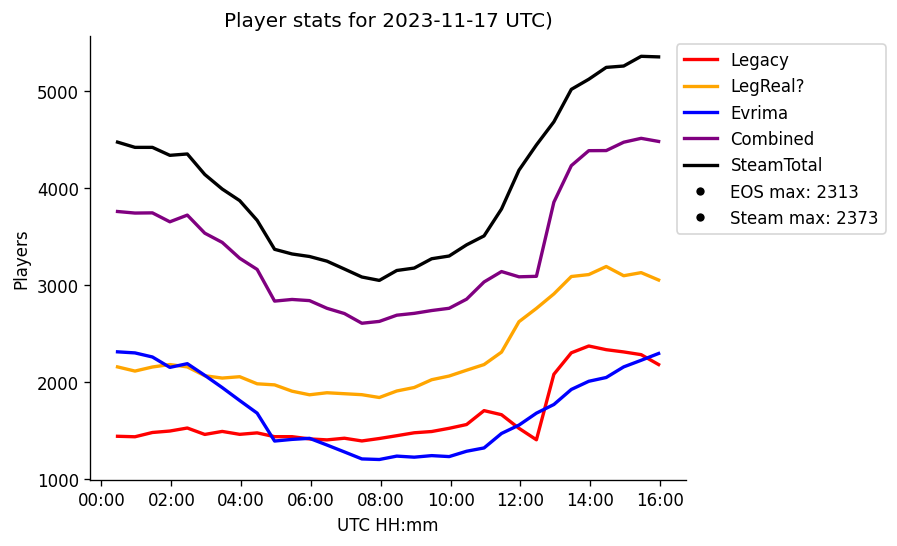 Player stats for 2023-11-17 UTC)
Players
5000
4000
3000
2000
1000
00:00 02:00 04:00 06:00 08:00 10:00 12:00 14:00 16:00
UTC HH:mm
Legacy
LegReal?
Evrima
Combined
SteamTotal
EOS max: 2313
Steam max: 2373